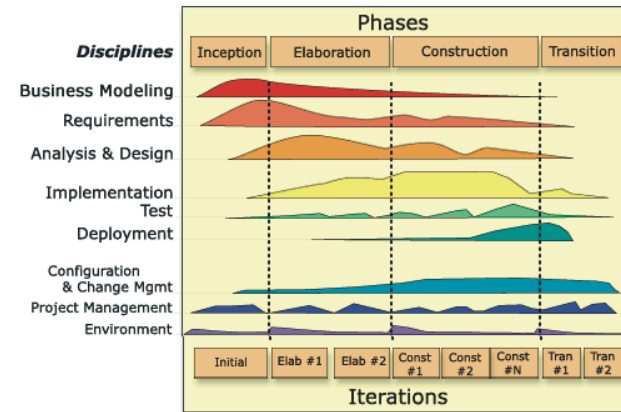 Phases
Disciplines
Inception
Elaboration
Construction
Transition
Business Modeling
Requirements
Analysis & Design
Implementation
Test
Deployment
Configuration
& Change Mgmt
Project Management
Environment
Initial
Elab #1
Elab #2
Const
#1
Const
#2
Const
#N
Tran
#1
Tran
#2
Iterations